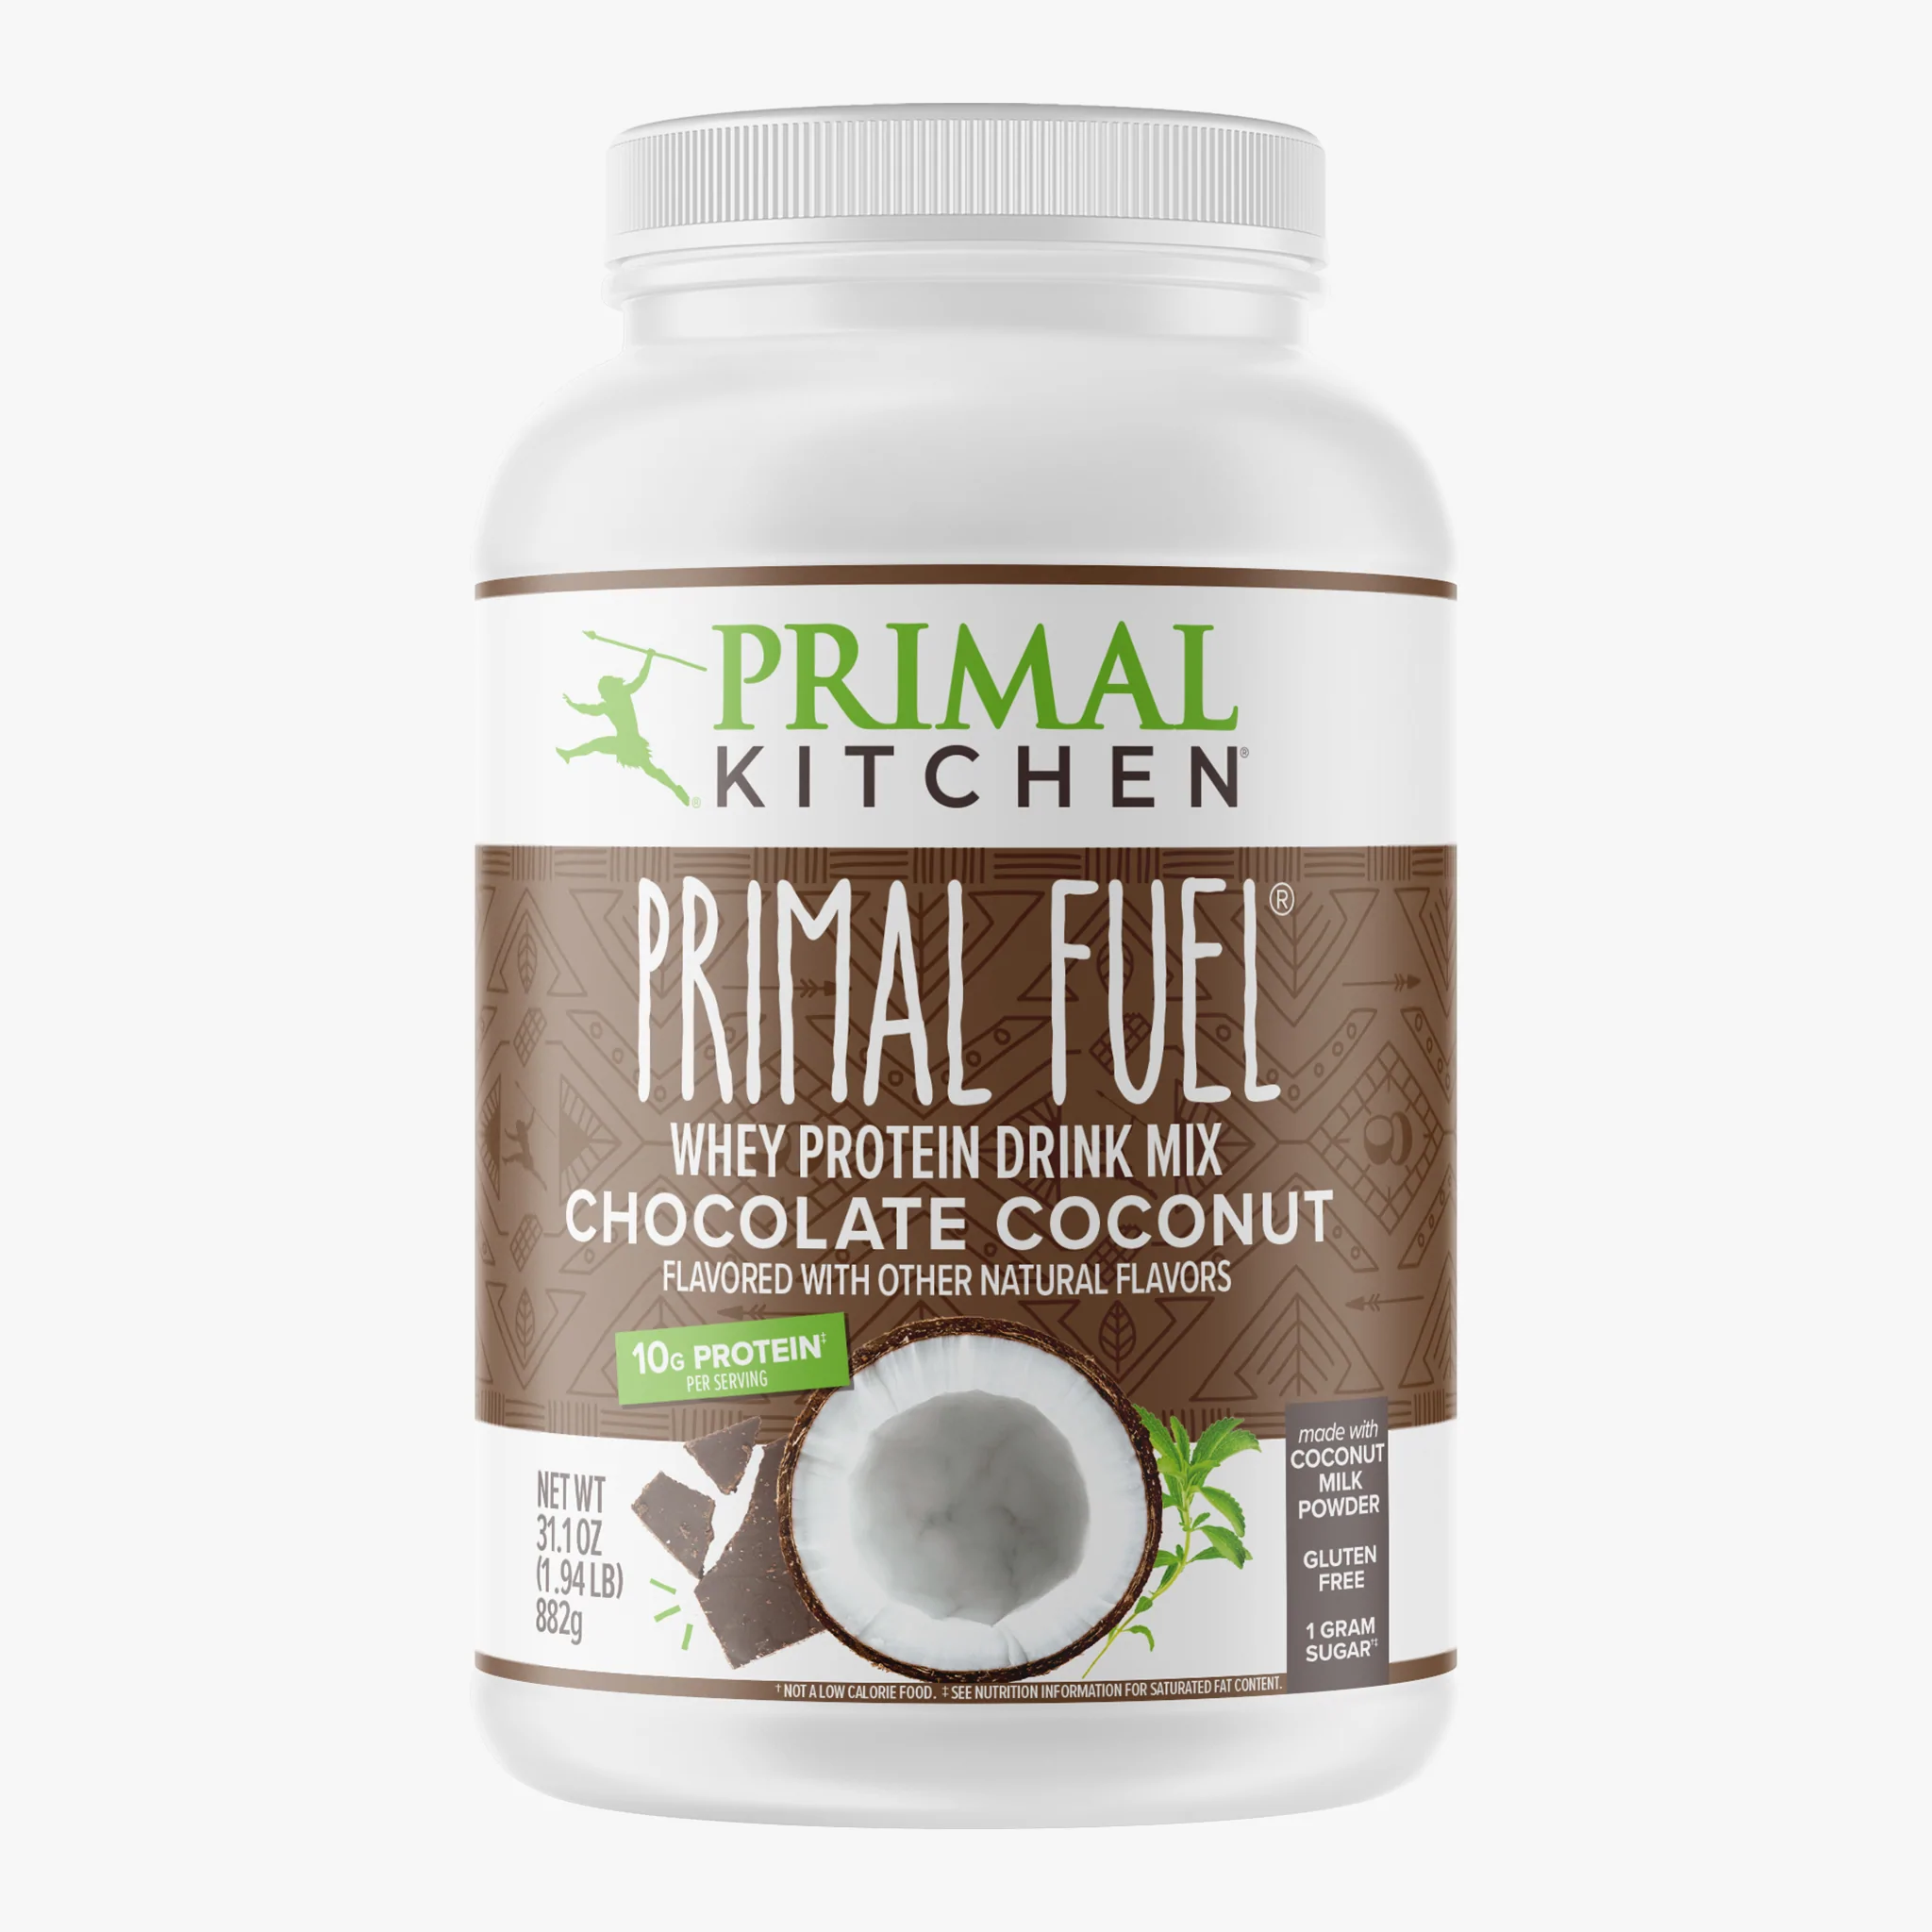 PRIMAL
KITCHEN®
®
PRIMAL FUEL®
WHEY PROTEIN DRINK MIX
CHOCOLATE COCONUT
FLAVORED WITH OTHER NATURAL FLAVORS
10G PROTEIN‡
PER SERVING
NET WT
31.1 OZ
(1.94 LB)
882g
made with
COCONUT
MILK
POWDER
GLUTEN
FREE
1 GRAM
SUGAR†‡
† NOT A LOW CALORIE FOOD. ‡ SEE NUTRITION INFORMATION FOR SATURATED FAT CONTENT.